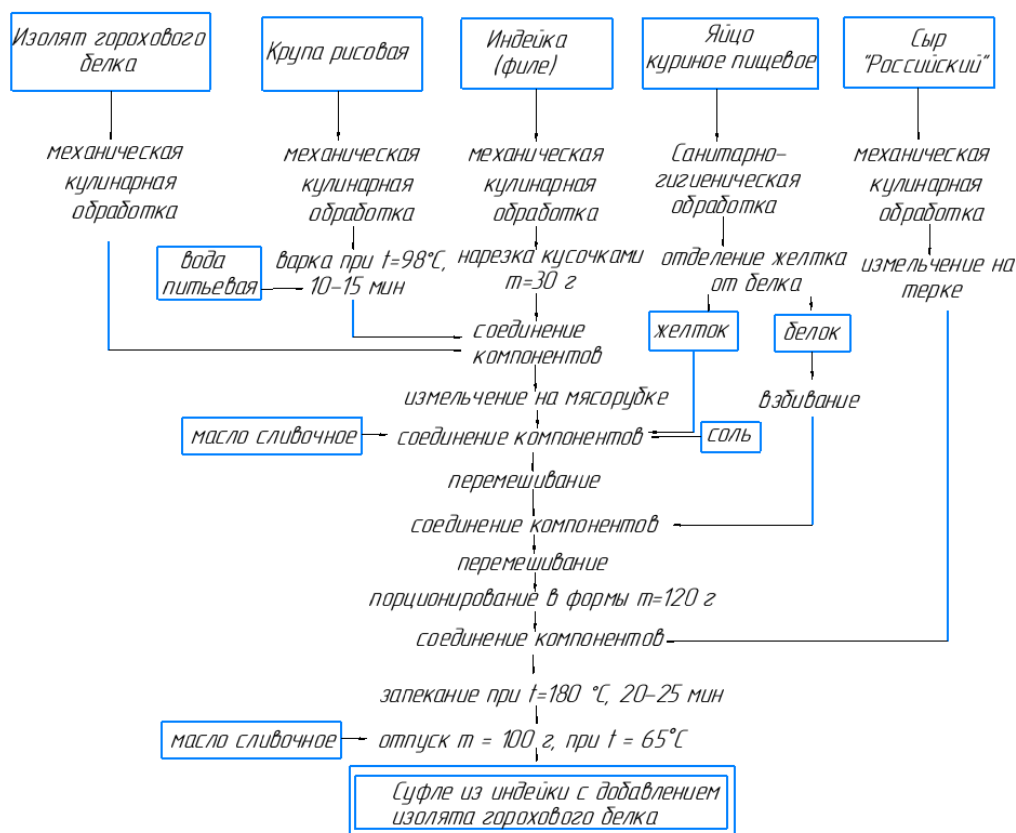 Изолят горохового
белка
Крупа рисовая
Индейка
(филе)
Яйцо
куриное пищевое
Сыр
"Российский"
механическая
кулинарная
обработка
механическая
кулинарная
обработка
механическая
кулинарная
обработка
Санитарно-
гигиеническая
обработка
механическая
кулинарная
обработка
вода
питьевая
варка при t=98°С,
10-15 мин
нарезка кусочками
m=30 г
отделение желтка
от белка
измельчение на
терке
соединение
компонентов
желток
белок
измельчение на мясорубке
взбивание
масло сливочное
соединение компонентов
соль
перемешивание
соединение компонентов
перемешивание
порционирование в формы m=120 г
соединение компонентов
запекание при t=180 °С, 20-25 мин
масло сливочное
отпуск m = 100 г, при t = 65°С
Суфле из индейки с добавлением
изолята горохового белка